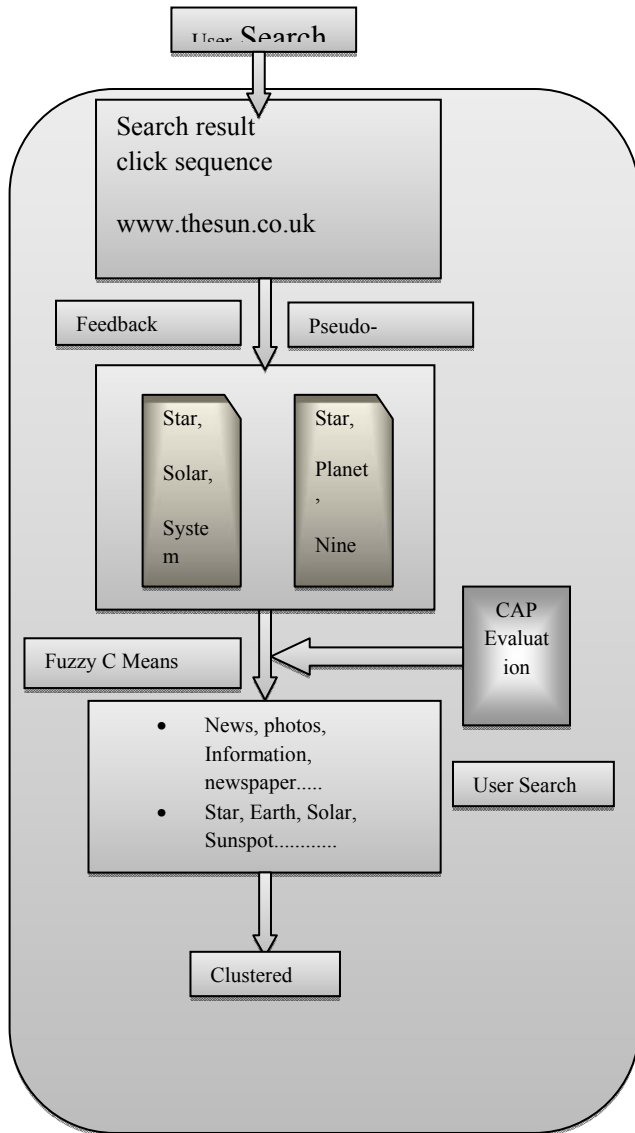 User Search
Search result
click sequence
www.thesun.co.uk
Feedback
Pseudo-
Star,
Solar,
Syste
m
Star,
Planet
,
Nine
CAP
Evaluat
ion
Fuzzy C Means
• News, photos,
Information,
newspaper.....
• Star, Earth, Solar,
Sunspot............
User Search
Clustered